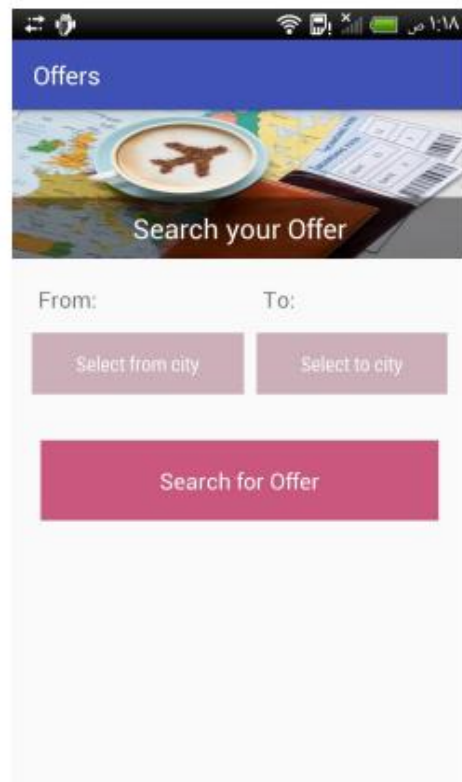 ١:١٨ ص
Offers
Search your Offer
From:
To:
Select from city
Select to city
Search for Offer